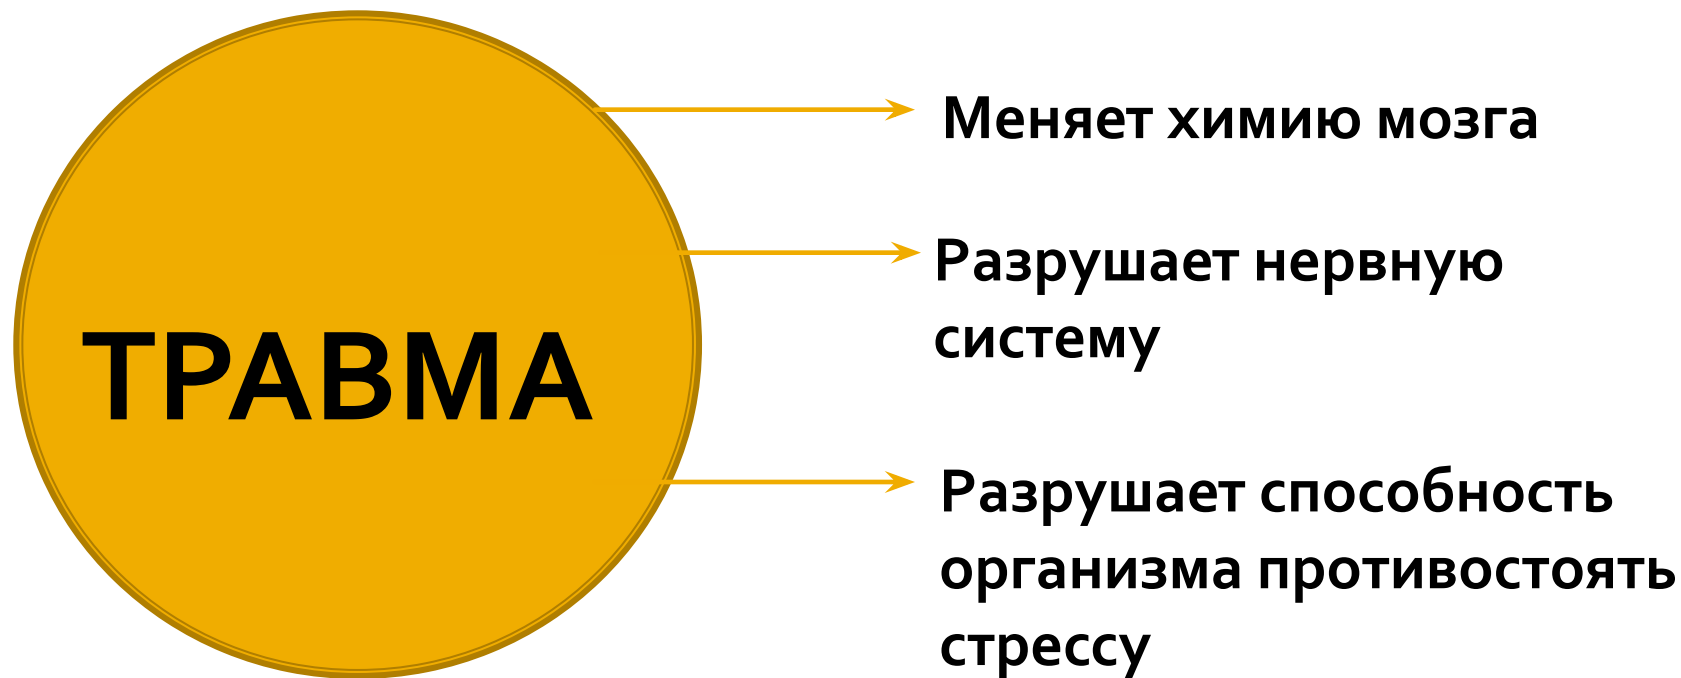 ТРАВМА
Меняет химию мозга
Разрушает нервную
систему
Разрушает способность
организма противостоять
стрессу